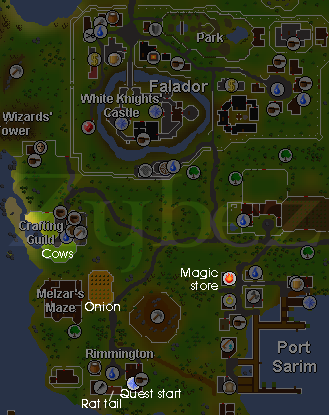 Park
Falador
White Knights'
Castle
Wizards'
ower
Zybez
Crafting
Guild
Cows
Magic
store
Melzar's
Maze
Onion
Port
Sarim
Rimmington
Quest start
Rat tail